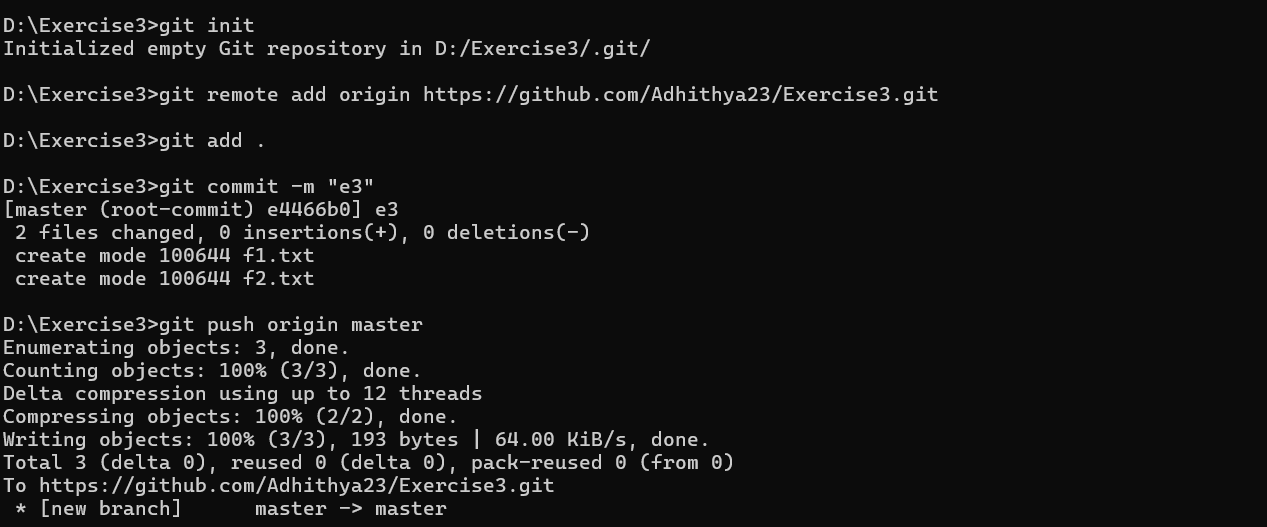 D:\Exercise3>git init
Initialized empty Git repository in D:/Exercise3/.git/
D:\Exercise3>git remote add origin https://github.com/Adhithya23/Exercise3.git
D:\Exercise3>git add .
D:\Exercise3>git commit -m "e3"
[master (root-commit) e4466b0] e3
 2 files changed, 0 insertions(+), 0 deletions(-)
 create mode 100644 f1.txt
 create mode 100644 f2.txt
D:\Exercise3>git push origin master
Enumerating objects: 3, done.
Counting objects: 100% (3/3), done.
Delta compression using up to 12 threads
Compressing objects: 100% (2/2), done.
Writing objects: 100% (3/3), 193 bytes | 64.00 KiB/s, done.
Total 3 (delta 0), reused 0 (delta 0), pack-reused 0 (from 0)
To https://github.com/Adhithya23/Exercise3.git
 * [new branch]      master -> master